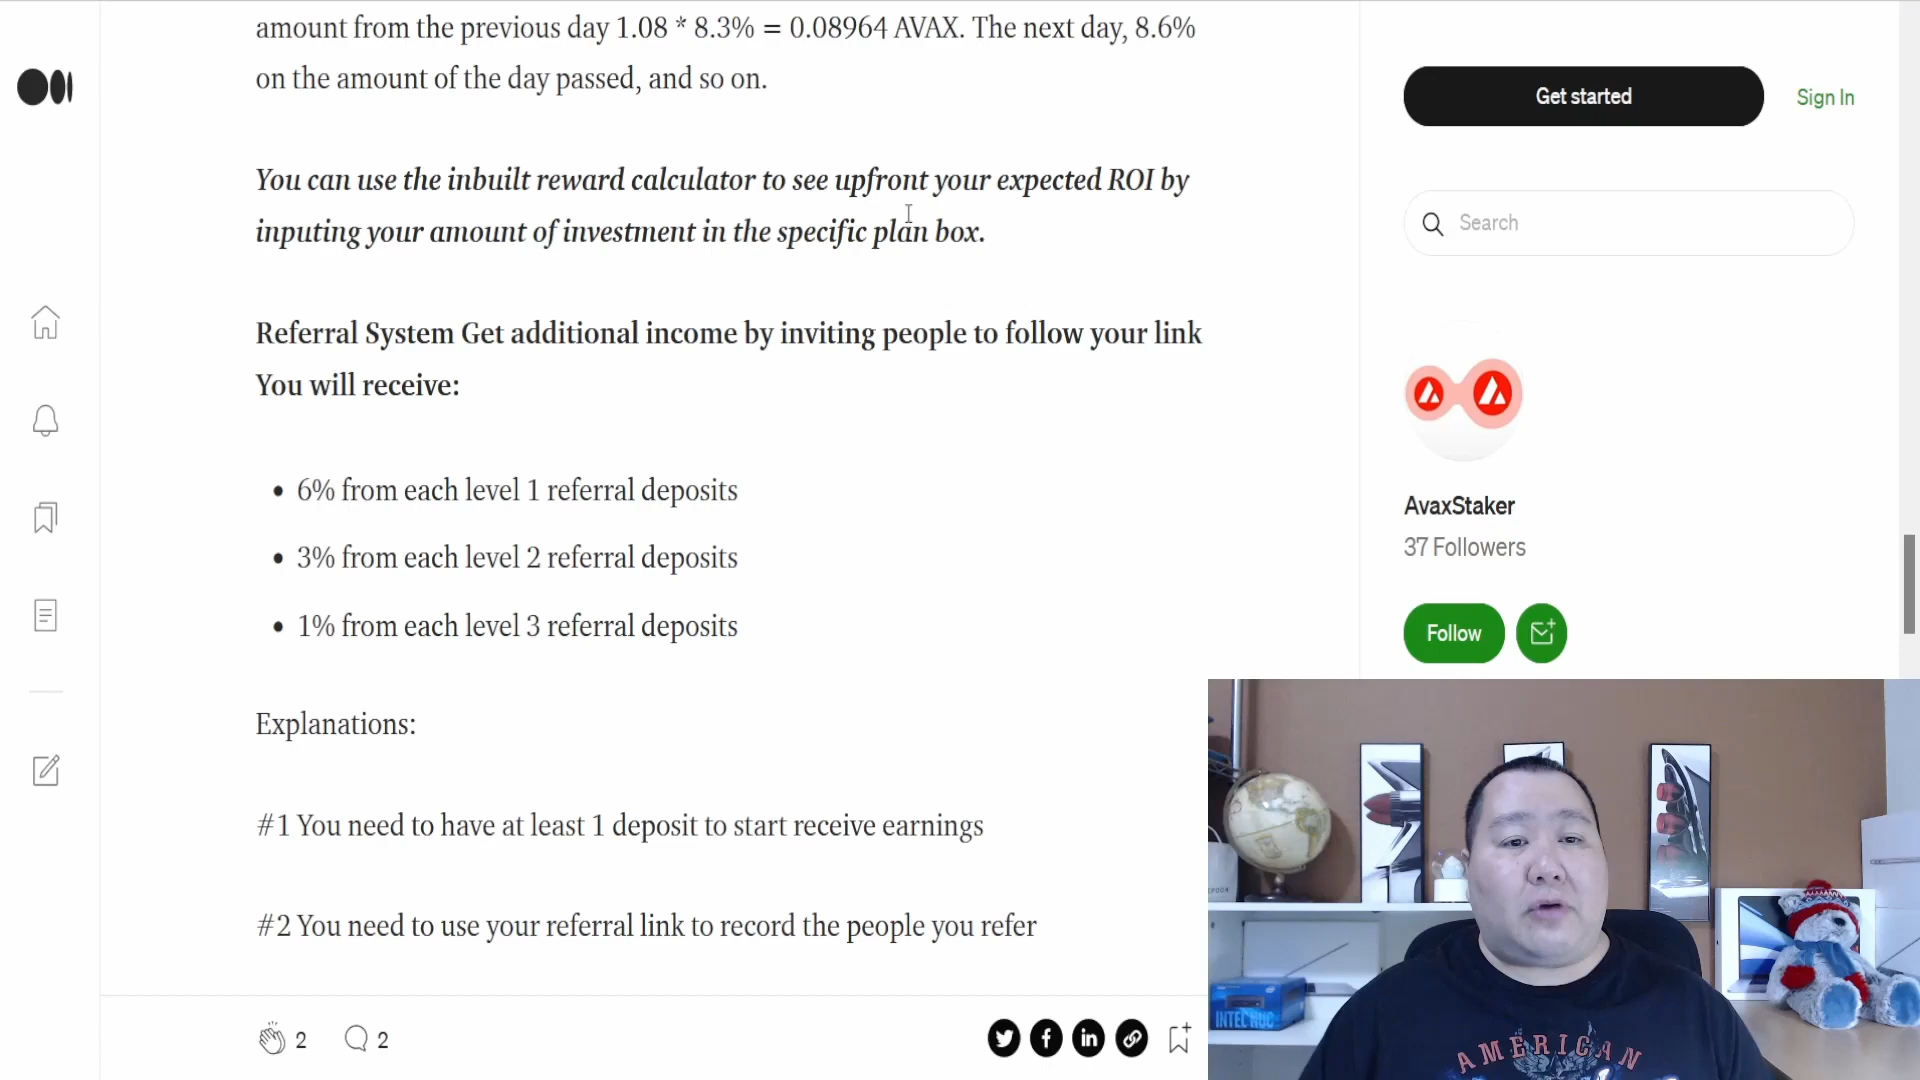 amount from the previous day 1.08 * 8.3% = 0.08964 AVAX. The next day, 8.6%
on the amount of the day passed, and so on.
Get started
Sign In
You can use the inbuilt reward calculator to see upfront your expected ROI by
inputing your amount of investment in the specific plan box.
Search
Referral System Get additional income by inviting people to follow your link
You will receive:
6% from each level 1 referral deposits
3% from each level 2 referral deposits
1% from each level 3 referral deposits
AvaxStaker
37 Followers
Follow
Explanations:
#1 You need to have at least 1 deposit to start receive earnings
#2 You need to use your referral link to record the people you refer
2
2
INTEL NUC
AMERICAN